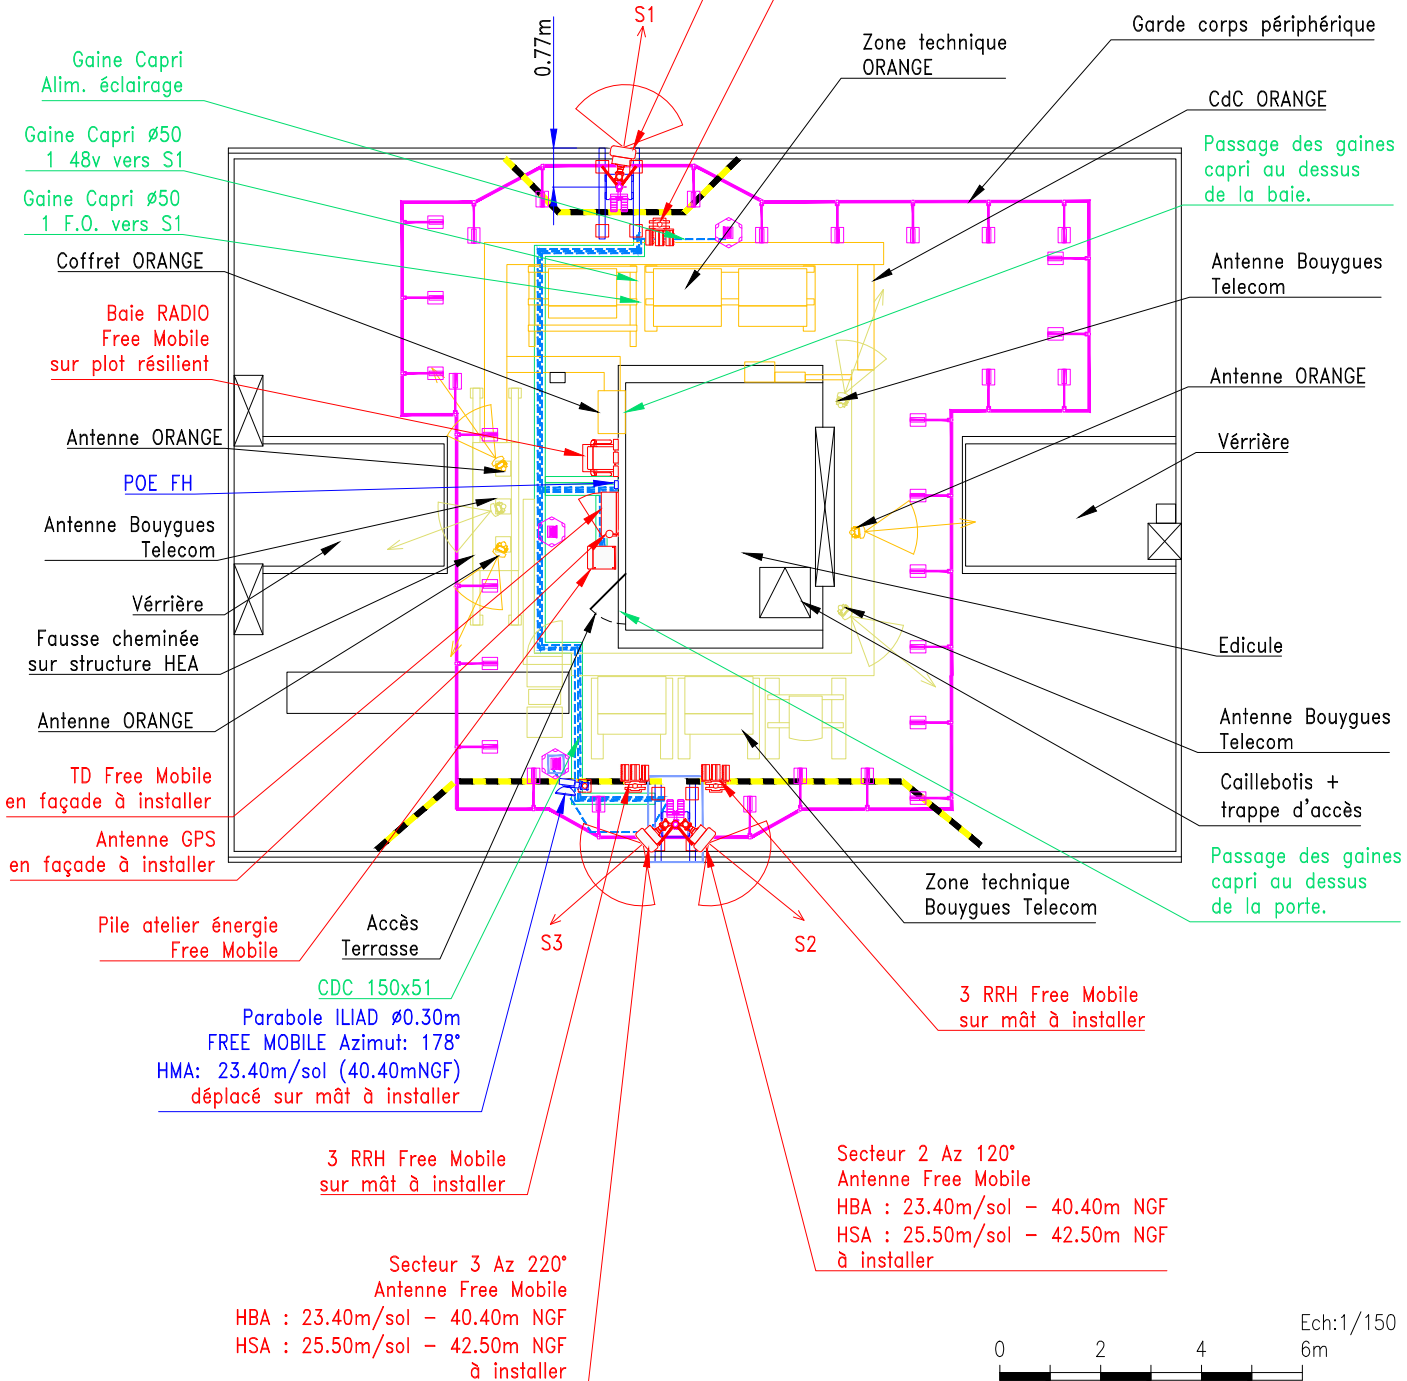 S1
0.77m
Garde corps périphérique
Zone technique
ORANGE
Gaine Capri
Alim. éclairage
CdC ORANGE
Gaine Capri ø50
1 48v vers S1
Passage des gaines
capri au dessus
de la baie.
Gaine Capri ø50
1 F.O. vers S1
Coffret ORANGE
Antenne Bouygues
Telecom
Baie RADIO
Free Mobile
sur plot résilient
Antenne ORANGE
Antenne ORANGE
Vérrière
POE FH
Antenne Bouygues
Telecom
Vérrière
Fausse cheminée
sur structure HEA
Edicule
Antenne ORANGE
Antenne Bouygues
Telecom
TD Free Mobile
en façade à installer
Caillebotis +
trappe d'accès
Antenne GPS
en façade à installer
Passage des gaines
capri au dessus
de la porte.
Zone technique
Bouygues Telecom
Pile atelier énergie
Free Mobile
Accès
Terrasse
S3
S2
CDC 150x51
3 RRH Free Mobile
sur mât à installer
Parabole ILIAD ø0.30m
FREE MOBILE Azimut: 178°
HMA: 23.40m/sol (40.40mNGF)
déplacé sur mât à installer
3 RRH Free Mobile
sur mât à installer
Secteur 2 Az 120°
Antenne Free Mobile
HBA : 23.40m/sol - 40.40m NGF
HSA : 25.50m/sol - 42.50m NGF
à installer
Secteur 3 Az 220°
Antenne Free Mobile
HBA : 23.40m/sol - 40.40m NGF
HSA : 25.50m/sol - 42.50m NGF
à installer
Ech:1/150
0 2 4 6m